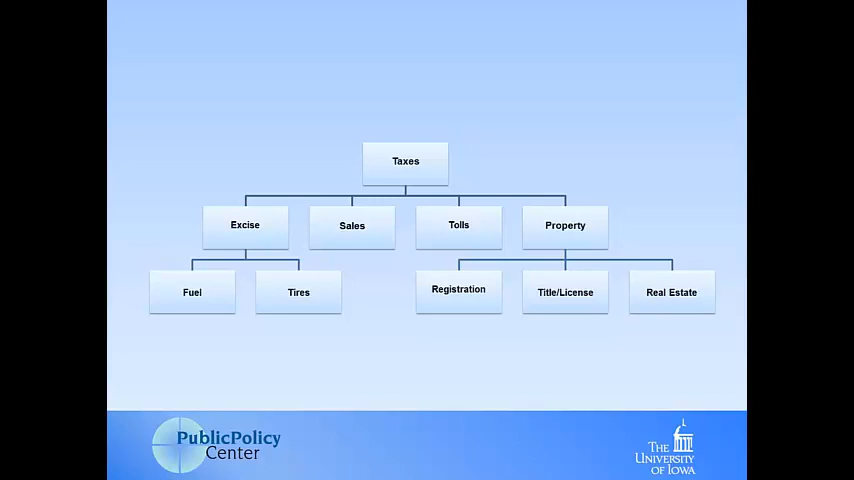 Taxes
Excise
Sales
Tolls
Property
Fuel
Tires
Registration
Title/License
Real Estate
PublicPolicy
Center
THE
UNIVERSITY
OF IOWA